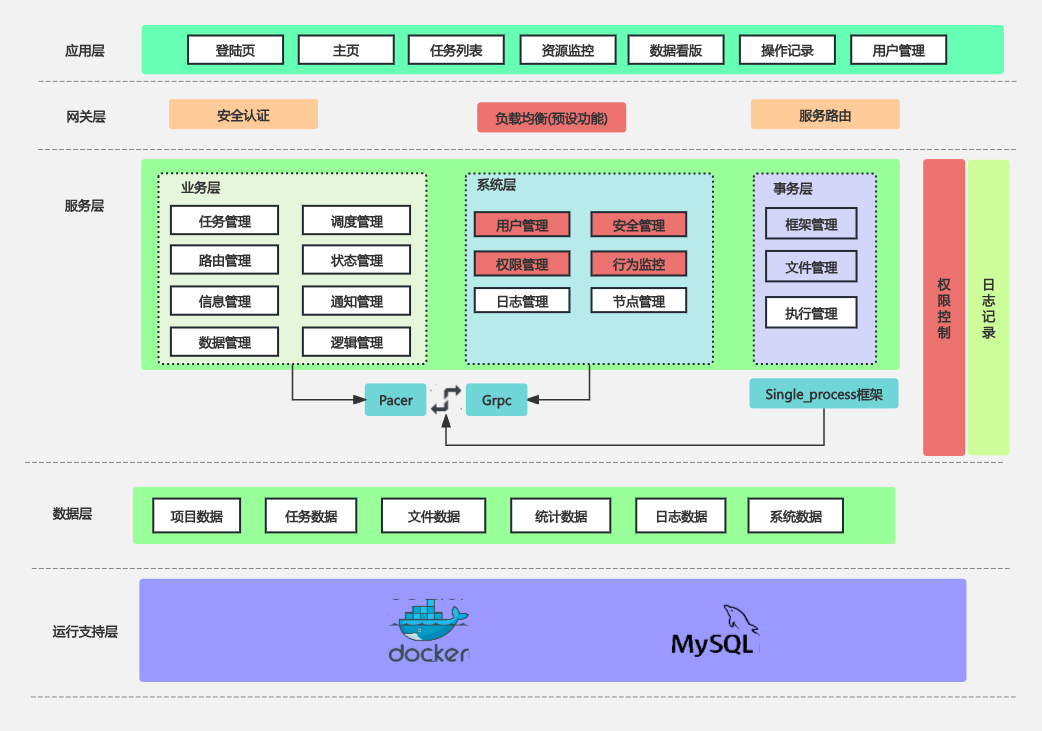 应用层
登陆页
主页
任务列表
资源监控
数据看版
操作记录
用户管理
网关层
安全认证
负载均衡(预设功能)
服务路由
服务层
业务层
任务管理
调度管理
路由管理
状态管理
信息管理
通知管理
数据管理
逻辑管理
系统层
用户管理
安全管理
权限管理
行为监控
日志管理
节点管理
事务层
框架管理
文件管理
执行管理
权限控制
日志记录
Pacer
Grpc
Single_process框架
数据层
项目数据
任务数据
文件数据
统计数据
日志数据
系统数据
运行支持层
docker
MySQL